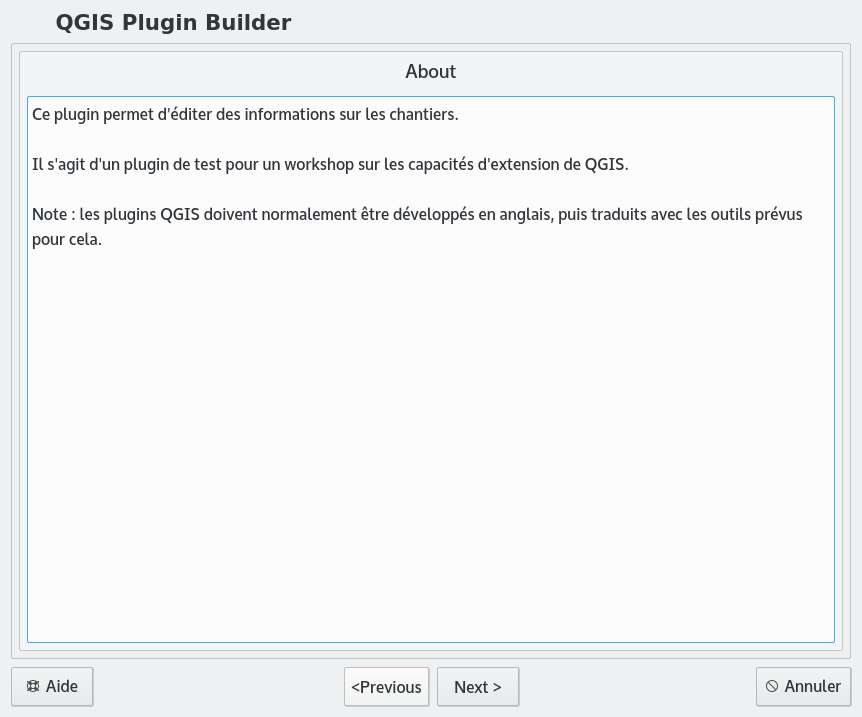 QGIS Plugin Builder
About
Ce plugin permet d'éditer des informations sur les chantiers.
Il s'agit d'un plugin de test pour un workshop sur les capacités d'extension de QGIS.
Note : les plugins QGIS doivent normalement être développés en anglais, puis traduits avec les outils prévus
pour cela.
Aide
<Previous
Next >
Annuler